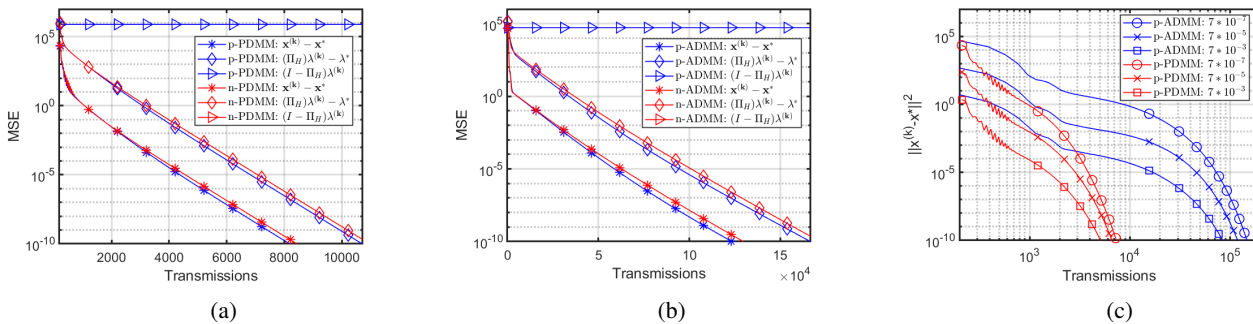 MSE
10^5
10^0
10^-5
10^-10
2000
4000
6000
8000
10000
Transmissions
p-PDMM: x^(k) − x*
p-PDMM: (Π_H)λ^(k) − λ*
p-PDMM: (I − Π_H)λ^(k)
n-PDMM: x^(k) − x*
n-PDMM: (Π_H)λ^(k) − λ*
n-PDMM: (I − Π_H)λ^(k)
(a)
MSE
10^5
10^0
10^-5
10^-10
0
5
10
15
× 10^4
Transmissions
p-ADMM: x^(k) − x*
p-ADMM: (Π_H)λ^(k) − λ*
p-ADMM: (I − Π_H)λ^(k)
n-ADMM: x^(k) − x*
n-ADMM: (Π_H)λ^(k) − λ*
n-ADMM: (I − Π_H)λ^(k)
(b)
||x^(k)-x*||^2
10^5
10^0
10^-5
10^-10
10^3
10^4
10^5
Transmissions
p-ADMM: 7 * 10^-7
p-ADMM: 7 * 10^-5
p-ADMM: 7 * 10^-3
p-PDMM: 7 * 10^-7
p-PDMM: 7 * 10^-5
p-PDMM: 7 * 10^-3
(c)